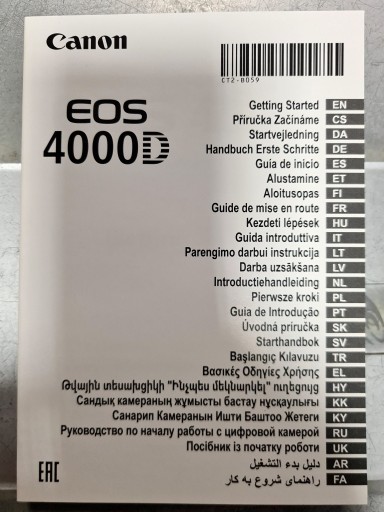 Canon
CT2-B059
EOS
4000D
Getting Started EN
Příručka Začínáme CS
Startvejledning DA
Handbuch Erste Schritte DE
Guía de inicio ES
Alustamine ET
Aloitusopas FI
Guide de mise en route FR
Kezdeti lépések HU
Guida introduttiva IT
Parengimo darbui instrukcija LT
Darba uzsākšana LV
Introductiehandleiding NL
Pierwsze kroki PL
Guia de Introdução PT
Úvodná príručka SK
Starthandbok SV
Başlangıç Kılavuzu TR
Βασικές Οδηγίες Χρήσης EL
Թվային տեսախցիկի "Ինչպես մեկնարկել" ուղեցույց HY
Сандық камераның жұмысты бастау нұсқаулығы KK
Санарип Камеранын Ишти Баштоо Жетеги KY
Руководство по началу работы с цифровой камерой RU
Посібник із початку роботи UK
دليل بدء التشغيل AR
راهنمای شروع به کار FA
EAC